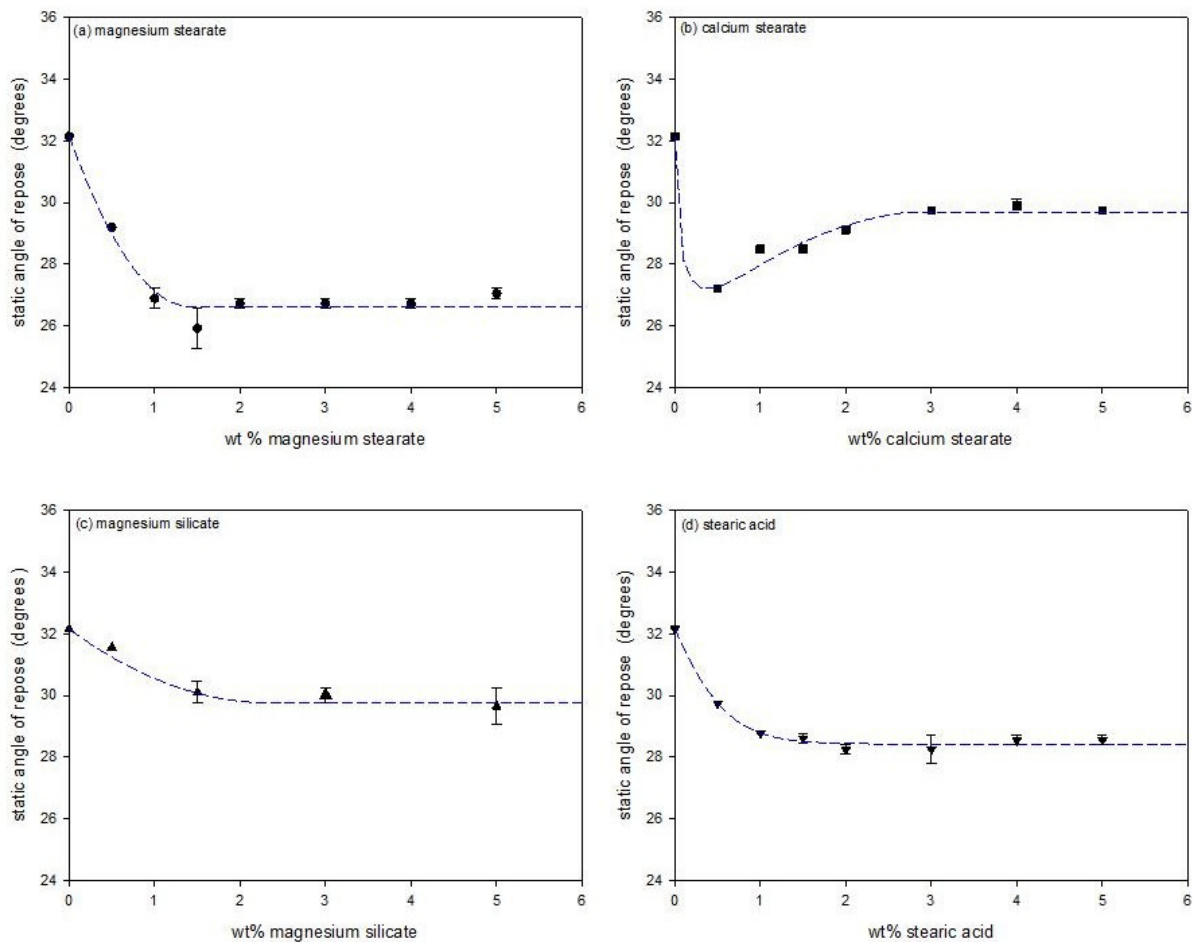 (a) magnesium stearate
static angle of repose (degrees)
36
34
32
30
28
26
24
0 1 2 3 4 5 6
wt % magnesium stearate
(b) calcium stearate
static angle of repose (degrees)
36
34
32
30
28
26
24
0 1 2 3 4 5 6
wt% calcium stearate
(c) magnesium silicate
static angle of repose (degrees )
36
34
32
30
28
26
24
0 1 2 3 4 5 6
wt% magnesium silicate
(d) stearic acid
static angle of repose (degrees)
36
34
32
30
28
26
24
0 1 2 3 4 5 6
wt% stearic acid